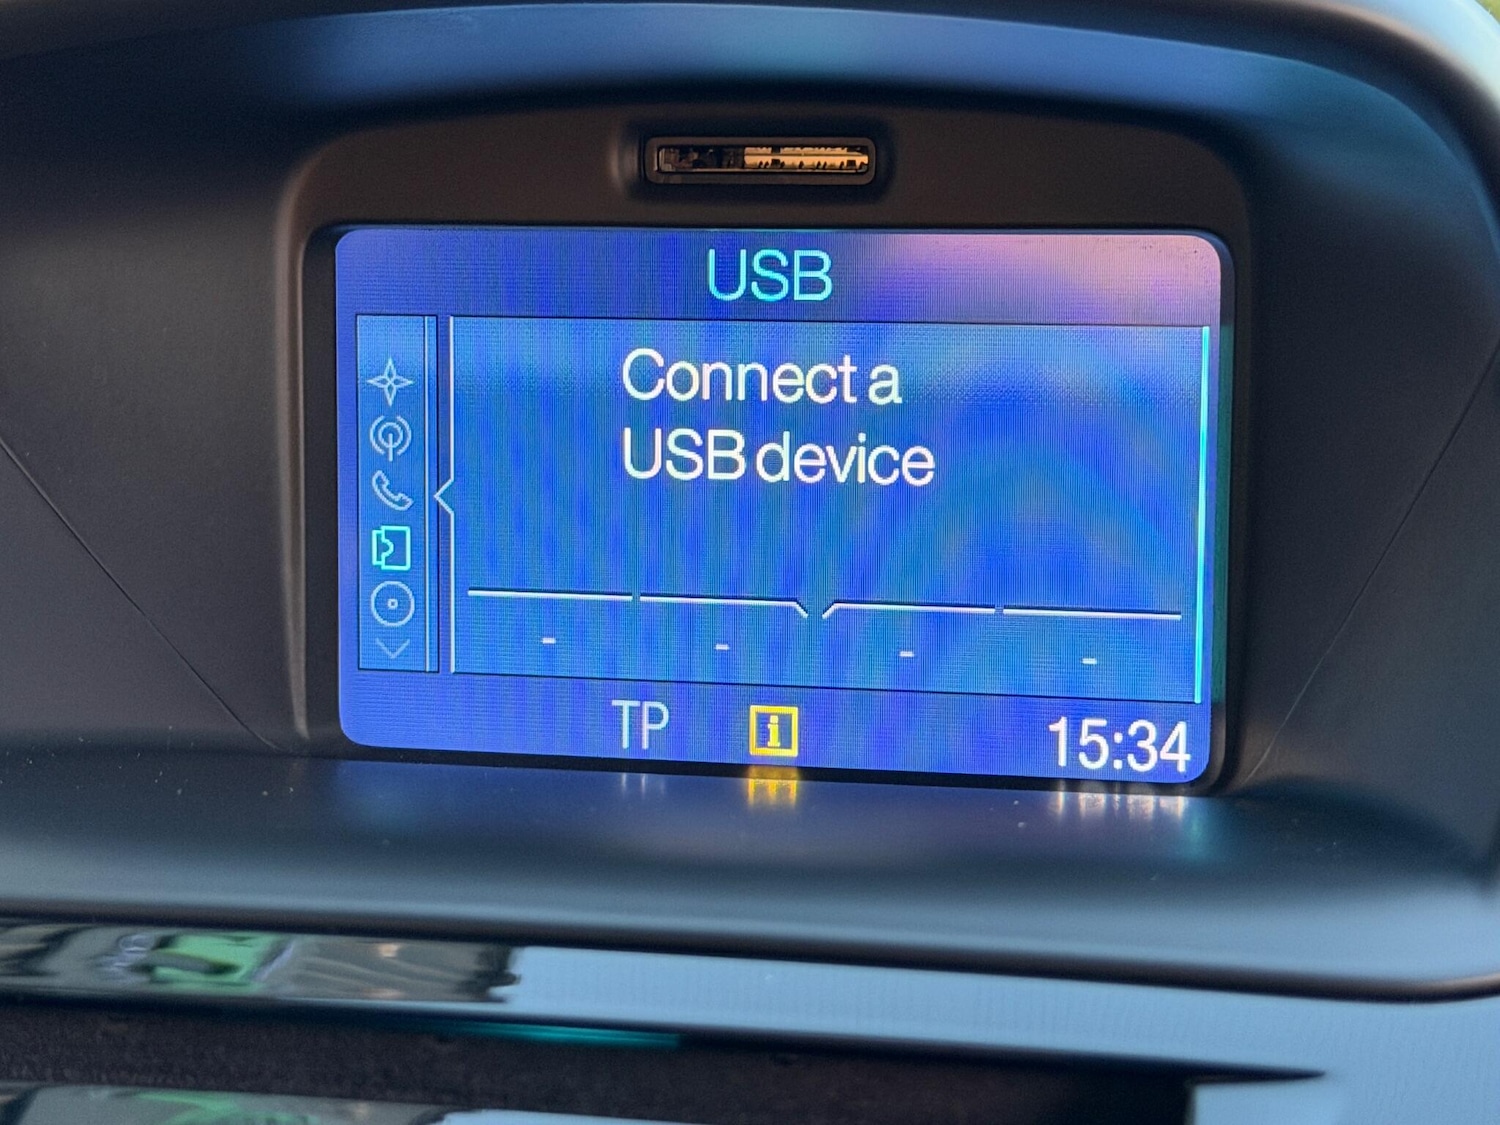 USB
Connect a
USB device
- - - -
TP i 15:34